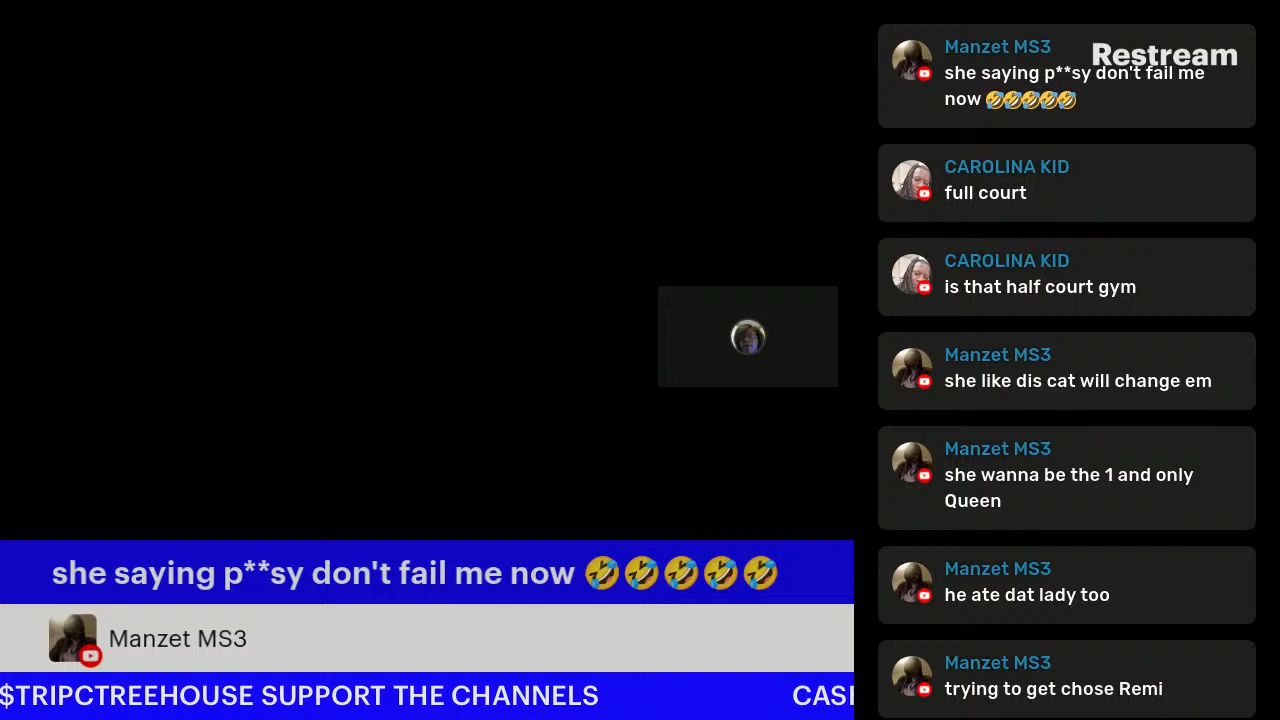 Restream
Manzet MS3
she saying p**sy don't fail me
now 🤣🤣🤣🤣🤣
CAROLINA KID
full court
CAROLINA KID
is that half court gym
Manzet MS3
she like dis cat will change em
Manzet MS3
she wanna be the 1 and only
Queen
Manzet MS3
he ate dat lady too
Manzet MS3
trying to get chose Remi
she saying p**sy don't fail me now 🤣🤣🤣🤣🤣
Manzet MS3
$TRIPCTREEHOUSE SUPPORT THE CHANNELS CASI